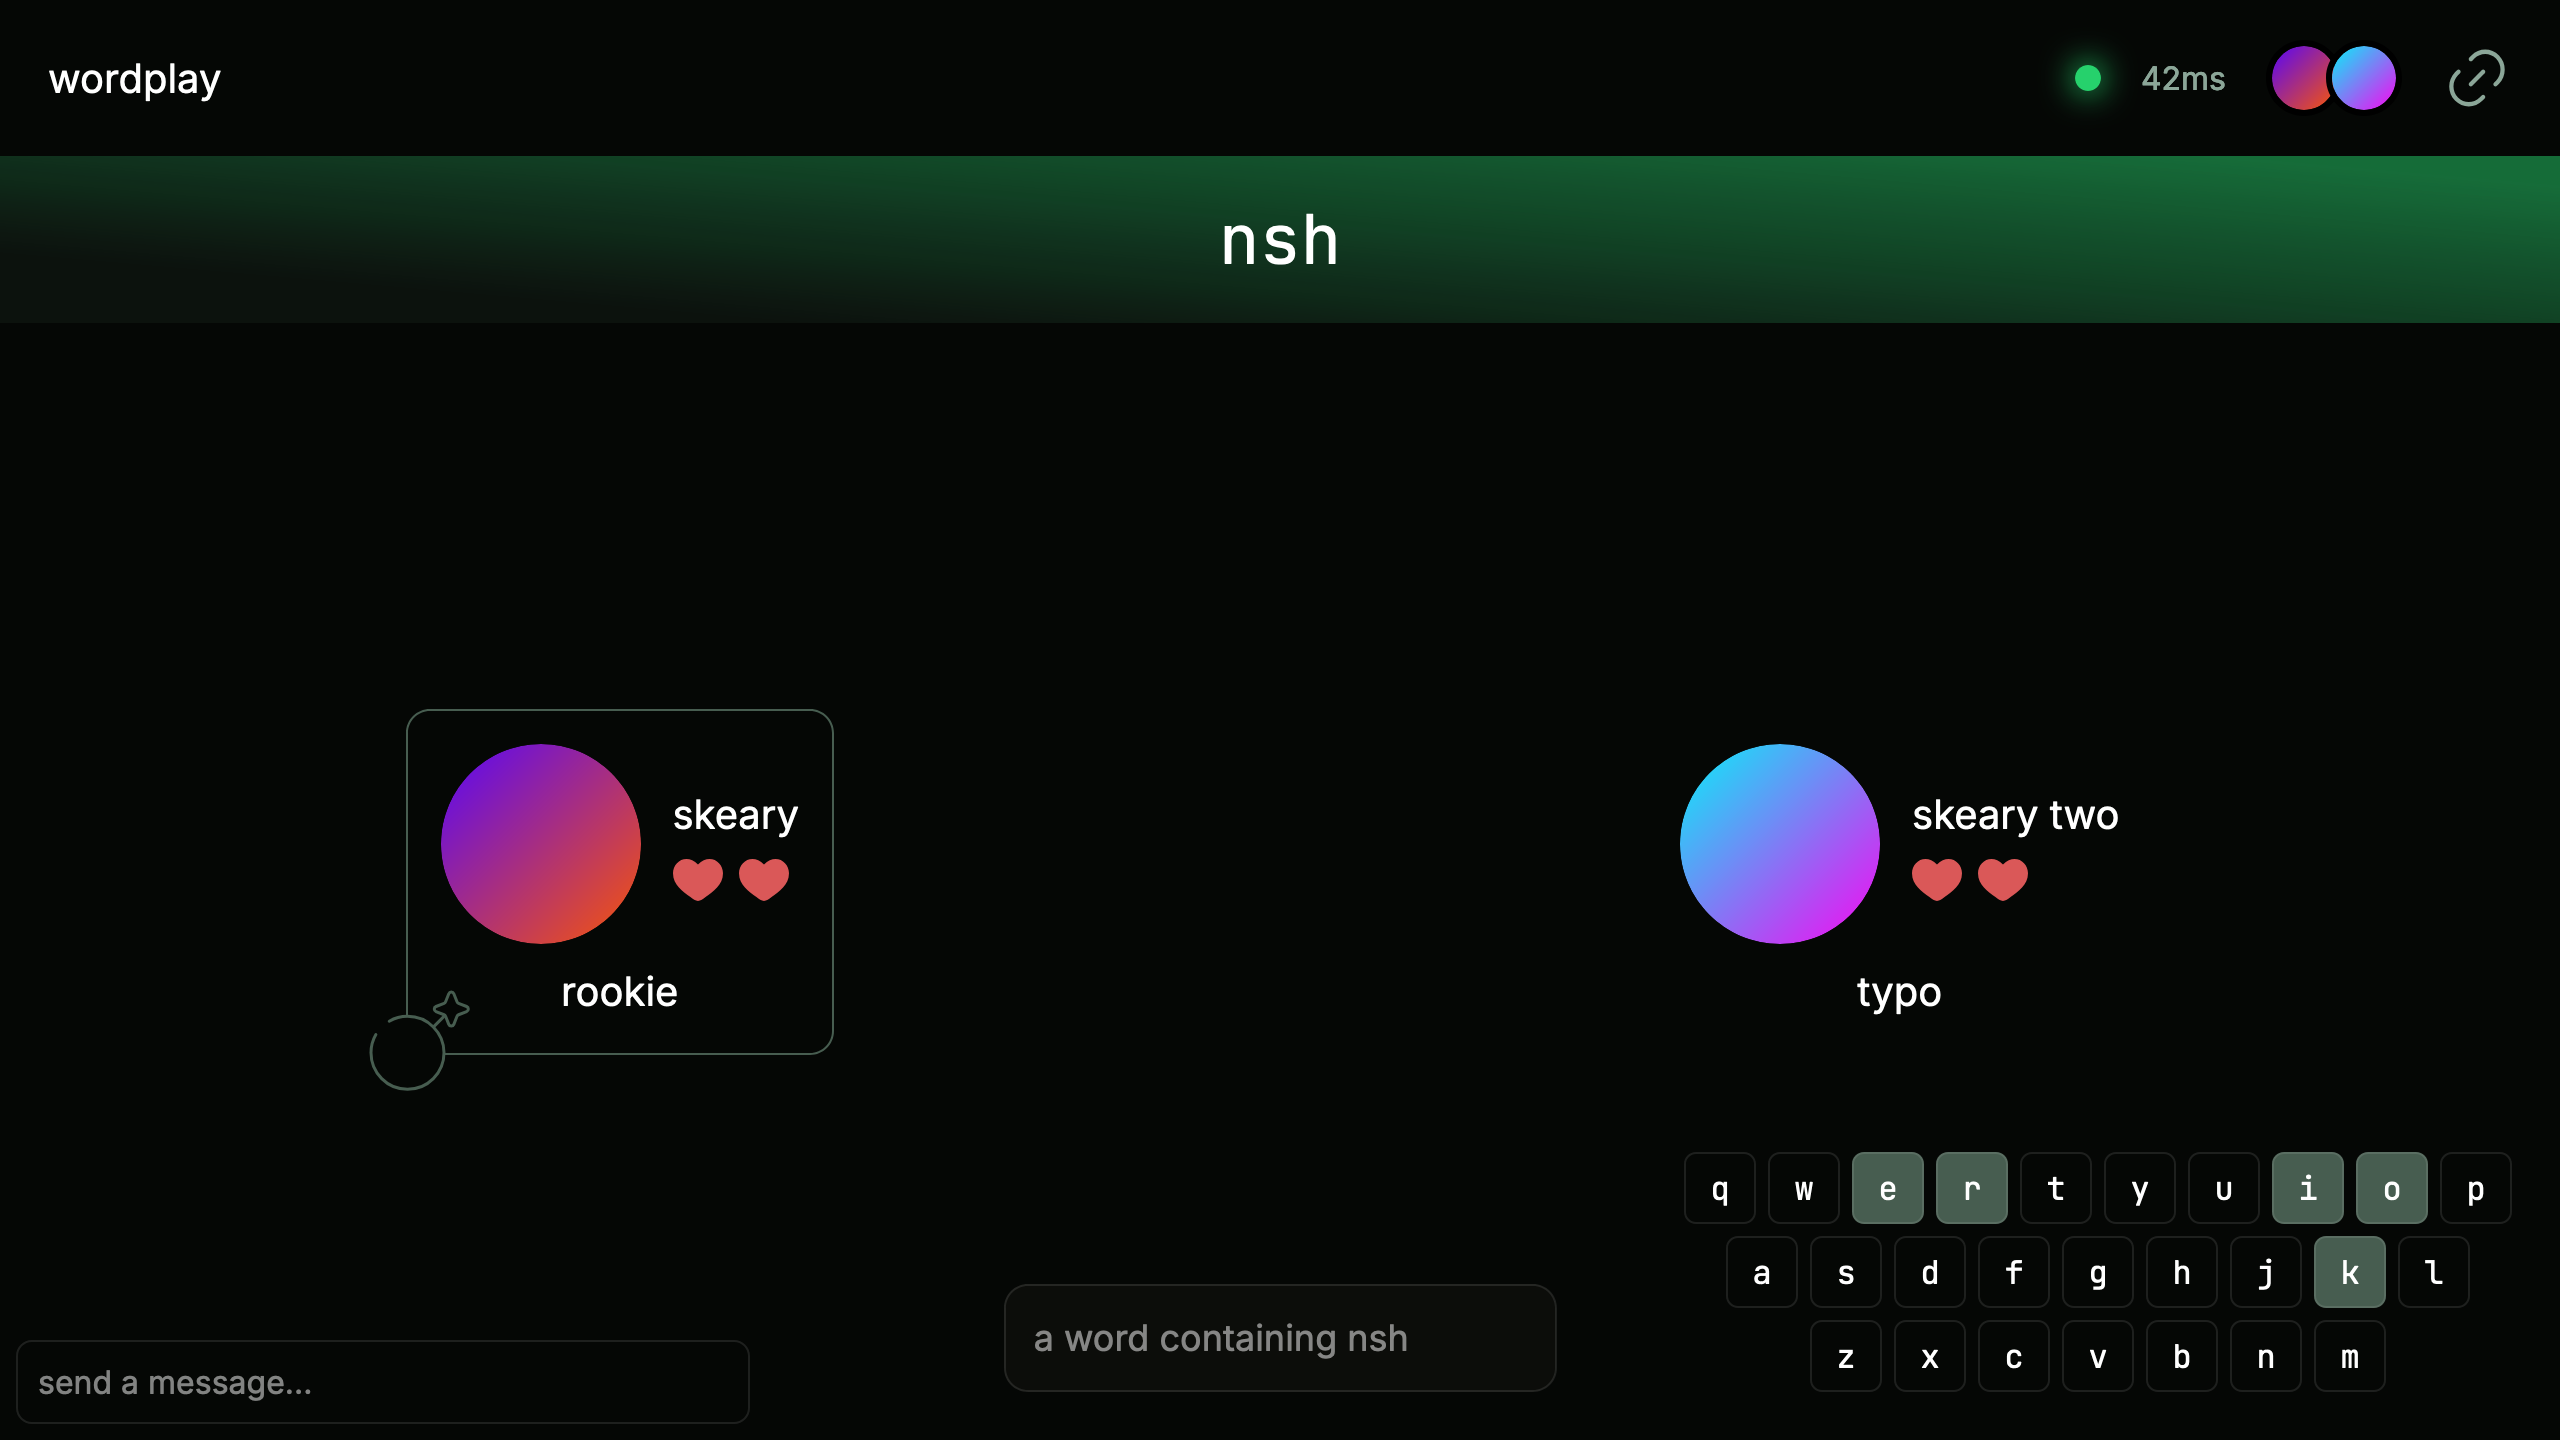 wordplay
42ms
nsh
skeary
rookie
skeary two
typo
q w e r t y u i o p
a s d f g h j k l
z x c v b n m
a word containing nsh
send a message...